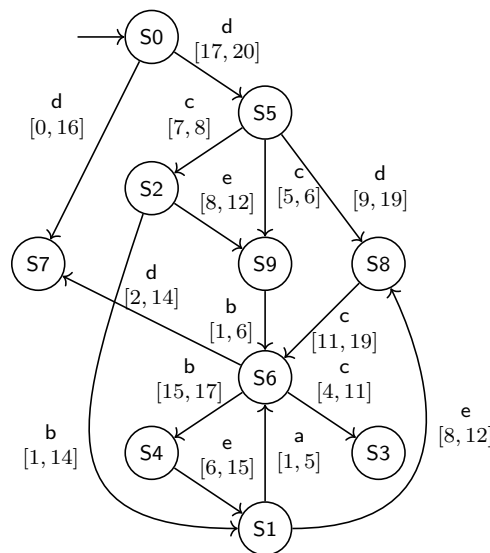 S0
d
[17, 20]
d
[0, 16]
c
[7, 8]
S5
S2
e
[8, 12]
c
[5, 6]
d
[9, 19]
S7
S9
S8
d
[2, 14]
b
[1, 6]
c
[11, 19]
S6
b
[15, 17]
c
[4, 11]
b
[1, 14]
S4
e
[6, 15]
a
[1, 5]
S3
e
[8, 12]
S1